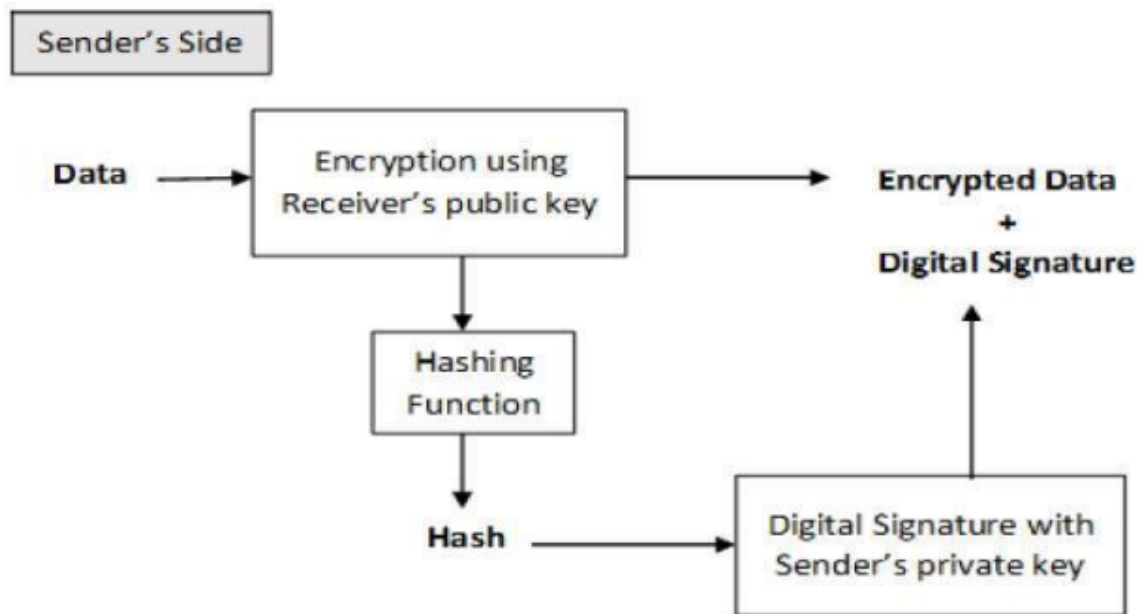 Sender’s Side
Data
Encryption using
Receiver’s public key
Encrypted Data
+
Digital Signature
Hashing
Function
Hash
Digital Signature with
Sender’s private key